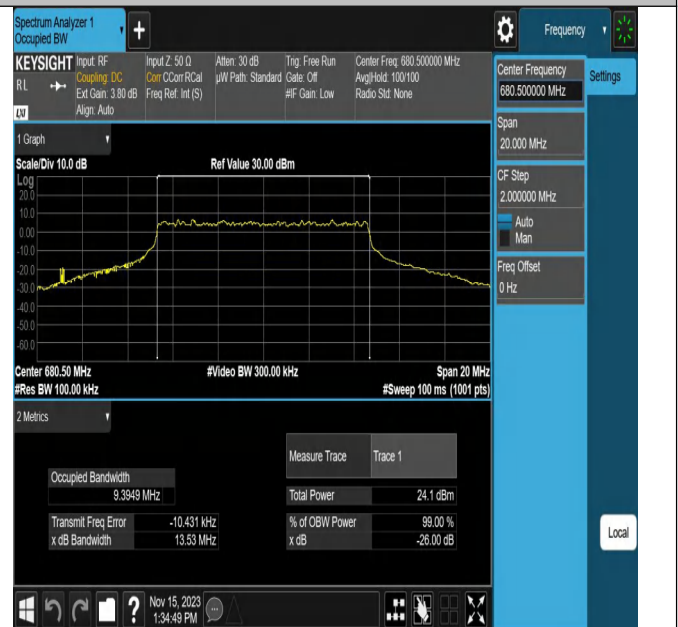 Spectrum Analyzer 1
Occupied BW
+
Frequency
KEYSIGHT Input: RF Input Z: 50 Ω Atten: 30 dB Trig: Free Run Center Freq: 680.500000 MHz
RL Coupling: DC Corr CCorr RCal µW Path: Standard Gate: Off Avg|Hold: 100/100
Ext Gain: 3.80 dB Freq Ref: Int (S) #IF Gain: Low Radio Std: None
LXI Align: Auto
Center Frequency
680.500000 MHz
Settings
Span
20.000 MHz
CF Step
2.000000 MHz
Auto
Man
Freq Offset
0 Hz
1 Graph
Scale/Div 10.0 dB Ref Value 30.00 dBm
Log
20.0
10.0
0.00
-10.0
-20.0
-30.0
-40.0
-50.0
-60.0
Center 680.50 MHz #Video BW 300.00 kHz Span 20 MHz
#Res BW 100.00 kHz #Sweep 100 ms (1001 pts)
2 Metrics
Measure Trace Trace 1
Occupied Bandwidth
9.3949 MHz
Total Power 24.1 dBm
Transmit Freq Error -10.431 kHz % of OBW Power 99.00 %
x dB Bandwidth 13.53 MHz x dB -26.00 dB
Local
? Nov 15, 2023
1:34:49 PM